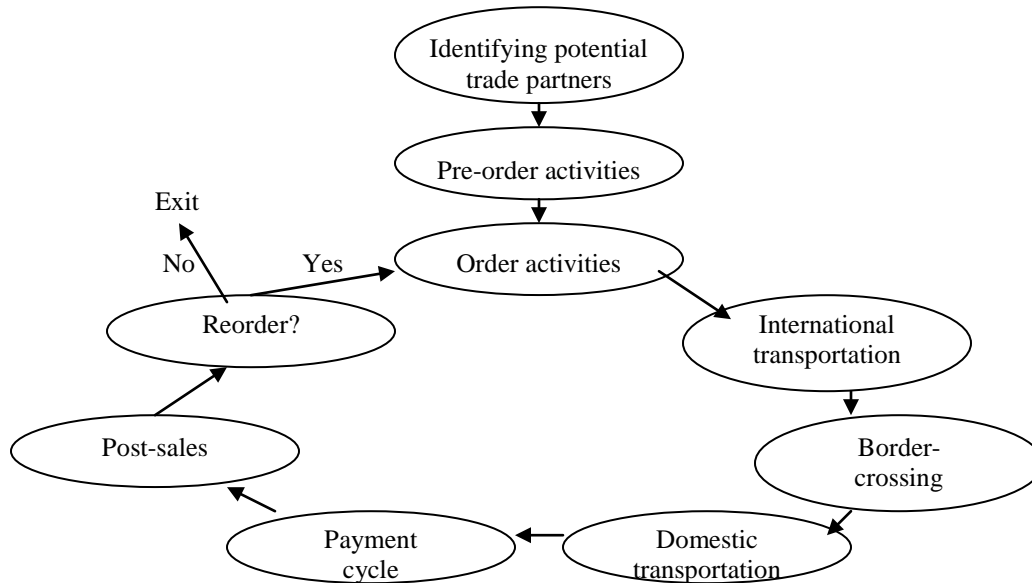 Identifying potential
trade partners
Pre-order activities
Exit
No
Yes
Order activities
Reorder?
International
transportation
Post-sales
Border-
crossing
Payment
cycle
Domestic
transportation